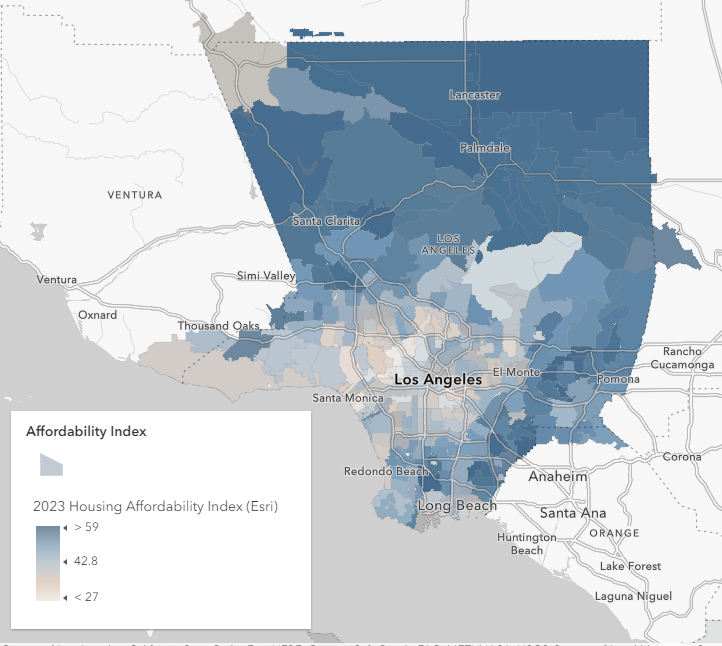 Lancaster
Palmdale
VENTURA
Santa Clarita
LOS
ANGELES
Simi Valley
Ventura
Oxnard
Thousand Oaks
Rancho
Cucamonga
El Monte
Los Angeles
Pomona
Santa Monica
Affordability Index
Corona
Redondo Beach
Anaheim
2023 Housing Affordability Index (Esri)
Long Beach
Santa Ana
> 59
ORANGE
Huntington
Beach
42.8
Lake Forest
< 27
Laguna Niguel